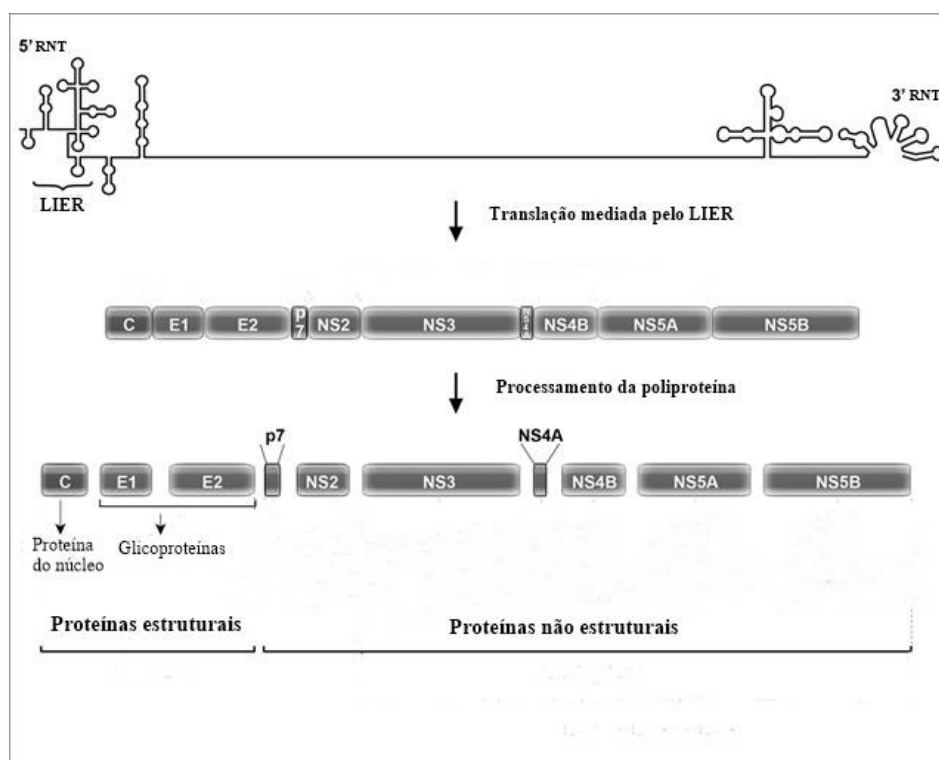 5' RNT
3' RNT
LIER
Translação mediada pelo LIER
C E1 E2 p7 NS2 NS3 NS4A NS4B NS5A NS5B
Processamento da poliproteína
p7 NS4A
C E1 E2 NS2 NS3 NS4B NS5A NS5B
Proteína
do núcleo
Glicoproteínas
Proteínas estruturais
Proteínas não estruturais